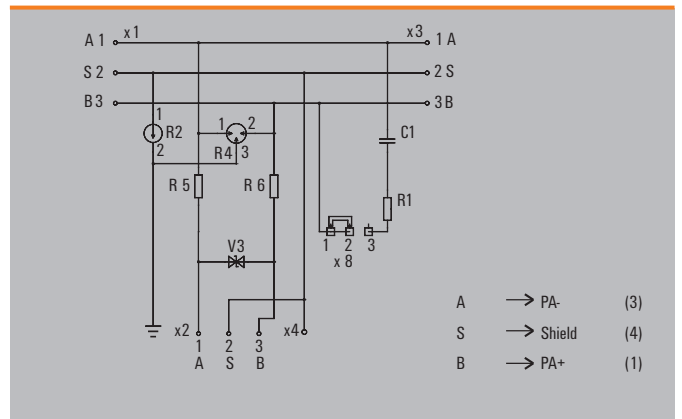 A 1 x1 x3 1 A
S 2 2 S
B3 3 B
1
R2
2
1 2
R4 3
C1
R 5
R 6
R1
V3
1 2 3
x 8
x2 x4
1 2 3
A S B
A → PA- (3)
S → Shield (4)
B → PA+ (1)